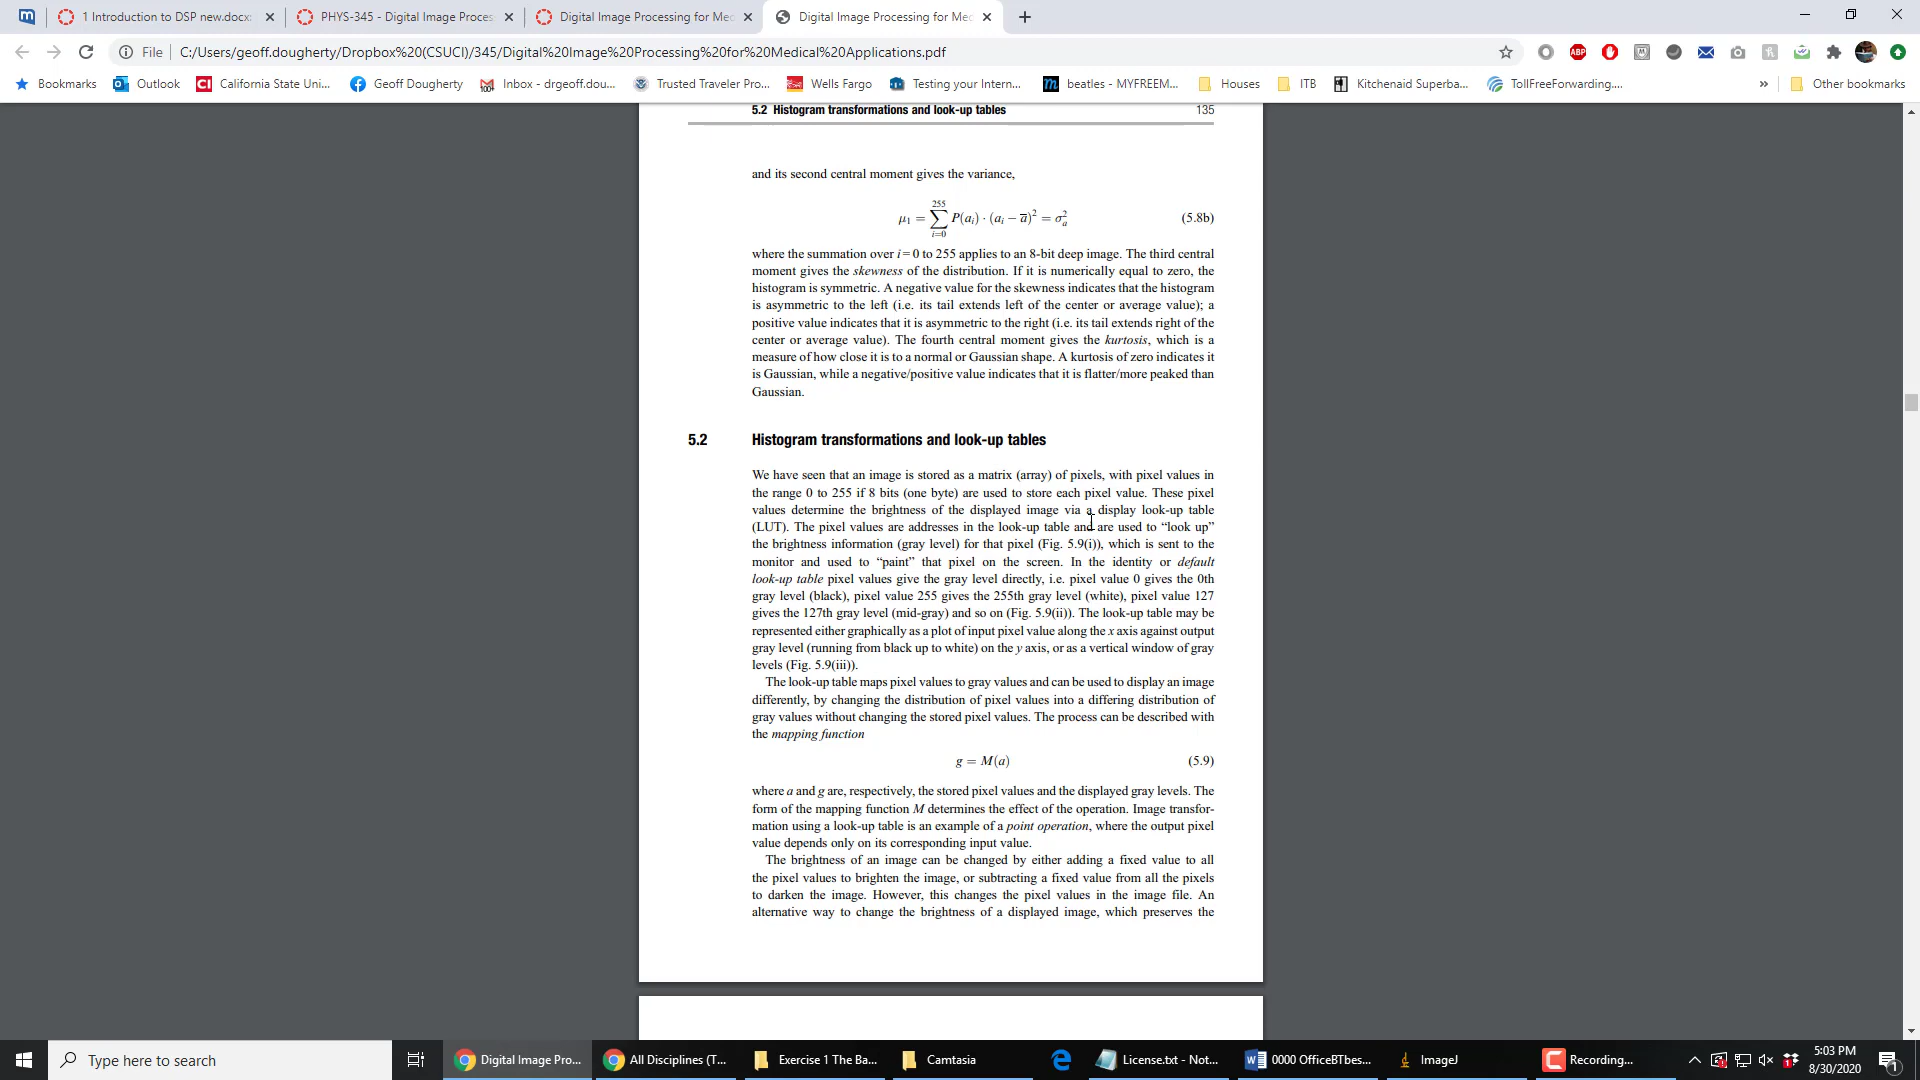 1 Introduction to DSP new.docx
PHYS-345 - Digital Image Proces
Digital Image Processing for Med
Digital Image Processing for Med
File
C:/Users/geoff.dougherty/Dropbox%20(CSUCI)/345/Digital%20Image%20Processing%20for%20Medical%20Applications.pdf
Bookmarks
Outlook
California State Uni...
Geoff Dougherty
Inbox - drgeoff.dou...
Trusted Traveler Pro...
Wells Fargo
Testing your Intern...
beatles - MYFREEM...
Houses
ITB
Kitchenaid Superba...
TollFreeForwarding....
»
Other bookmarks
5.2 Histogram transformations and look-up tables 135
and its second central moment gives the variance,
μ₁ = ∑_{i=0}^{255} P(aᵢ) · (aᵢ − a̅)² = σₐ² (5.8b)
where the summation over i = 0 to 255 applies to an 8-bit deep image. The third central
moment gives the skewness of the distribution. If it is numerically equal to zero, the
histogram is symmetric. A negative value for the skewness indicates that the histogram
is asymmetric to the left (i.e. its tail extends left of the center or average value); a
positive value indicates that it is asymmetric to the right (i.e. its tail extends right of the
center or average value). The fourth central moment gives the kurtosis, which is a
measure of how close it is to a normal or Gaussian shape. A kurtosis of zero indicates it
is Gaussian, while a negative/positive value indicates that it is flatter/more peaked than
Gaussian.
5.2 Histogram transformations and look-up tables
We have seen that an image is stored as a matrix (array) of pixels, with pixel values in
the range 0 to 255 if 8 bits (one byte) are used to store each pixel value. These pixel
values determine the brightness of the displayed image via a display look-up table
(LUT). The pixel values are addresses in the look-up table and are used to “look up”
the brightness information (gray level) for that pixel (Fig. 5.9(i)), which is sent to the
monitor and used to “paint” that pixel on the screen. In the identity or default
look-up table pixel values give the gray level directly, i.e. pixel value 0 gives the 0th
gray level (black), pixel value 255 gives the 255th gray level (white), pixel value 127
gives the 127th gray level (mid-gray) and so on (Fig. 5.9(ii)). The look-up table may be
represented either graphically as a plot of input pixel value along the x axis against output
gray level (running from black up to white) on the y axis, or as a vertical window of gray
levels (Fig. 5.9(iii)).
The look-up table maps pixel values to gray values and can be used to display an image
differently, by changing the distribution of pixel values into a differing distribution of
gray values without changing the stored pixel values. The process can be described with
the mapping function
g = M(a) (5.9)
where a and g are, respectively, the stored pixel values and the displayed gray levels. The
form of the mapping function M determines the effect of the operation. Image transfor-
mation using a look-up table is an example of a point operation, where the output pixel
value depends only on its corresponding input value.
The brightness of an image can be changed by either adding a fixed value to all
the pixel values to brighten the image, or subtracting a fixed value from all the pixels
to darken the image. However, this changes the pixel values in the image file. An
alternative way to change the brightness of a displayed image, which preserves the
Type here to search
Digital Image Pro...
All Disciplines (T...
Exercise 1 The Ba...
Camtasia
License.txt - Not...
0000 OfficeBTbes...
ImageJ
Recording...
5:03 PM
8/30/2020